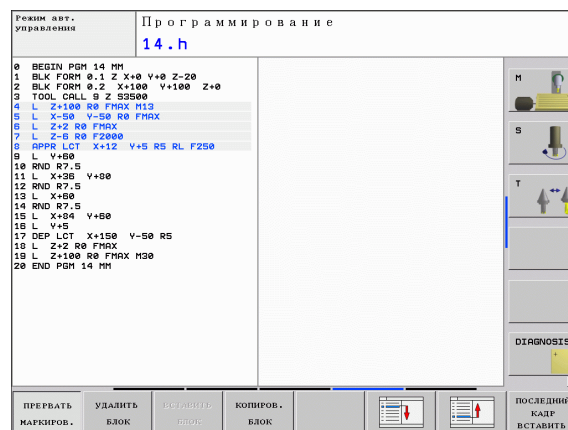 Режим авт.
управления
Программирование
14.h
0 BEGIN PGM 14 MM
1 BLK FORM 0.1 Z X+0 Y+0 Z-20
2 BLK FORM 0.2 X+100 Y+100 Z+0
3 TOOL CALL 9 Z S3500
4 L Z+100 R0 FMAX M13
5 L X-50 Y-50 R0 FMAX
6 L Z+2 R0 FMAX
7 L Z-6 R0 F2000
8 APPR LCT X+12 Y+5 R5 RL F250
9 L Y+60
10 RND R7.5
11 L X+36 Y+80
12 RND R7.5
13 L X+60
14 RND R7.5
15 L X+84 Y+60
16 L Y+5
17 DEP LCT X+150 Y-50 R5
18 L Z+2 R0 FMAX
19 L Z+100 R0 FMAX M30
20 END PGM 14 MM
M
S
T
DIAGNOSIS
ПРЕРВАТЬ
МАРКИРОВ.
УДАЛИТЬ
БЛОК
ВСТАВИТЬ
БЛОК
КОПИРОВ.
БЛОК
ПОСЛЕДНИЙ
КАДР
ВСТАВИТЬ